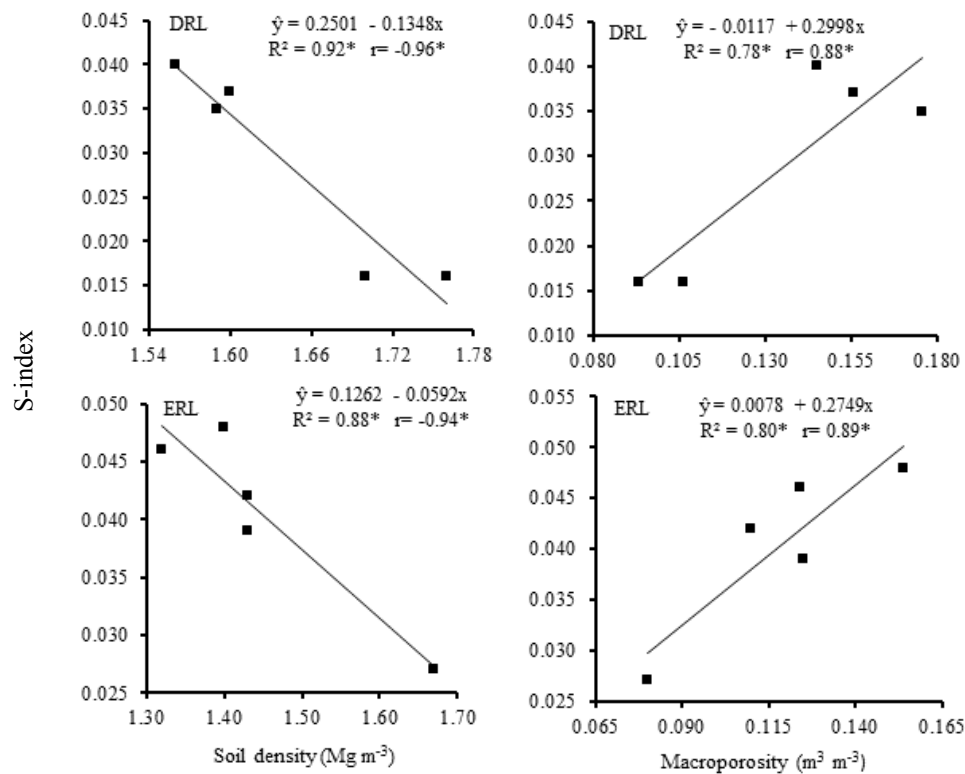 DRL
ŷ = 0.2501 - 0.1348x
R² = 0.92* r= -0.96*
0.045
0.040
0.035
0.030
0.025
0.020
0.015
0.010
1.54 1.60 1.66 1.72 1.78
DRL
ŷ = - 0.0117 + 0.2998x
R² = 0.78* r= 0.88*
0.045
0.040
0.035
0.030
0.025
0.020
0.015
0.010
0.080 0.105 0.130 0.155 0.180
S-index
ERL
ŷ = 0.1262 - 0.0592x
R² = 0.88* r= -0.94*
0.050
0.045
0.040
0.035
0.030
0.025
1.30 1.40 1.50 1.60 1.70
Soil density (Mg m⁻³)
ERL
ŷ = 0.0078 + 0.2749x
R² = 0.80* r= 0.89*
0.055
0.050
0.045
0.040
0.035
0.030
0.025
0.065 0.090 0.115 0.140 0.165
Macroporosity (m³ m⁻³)